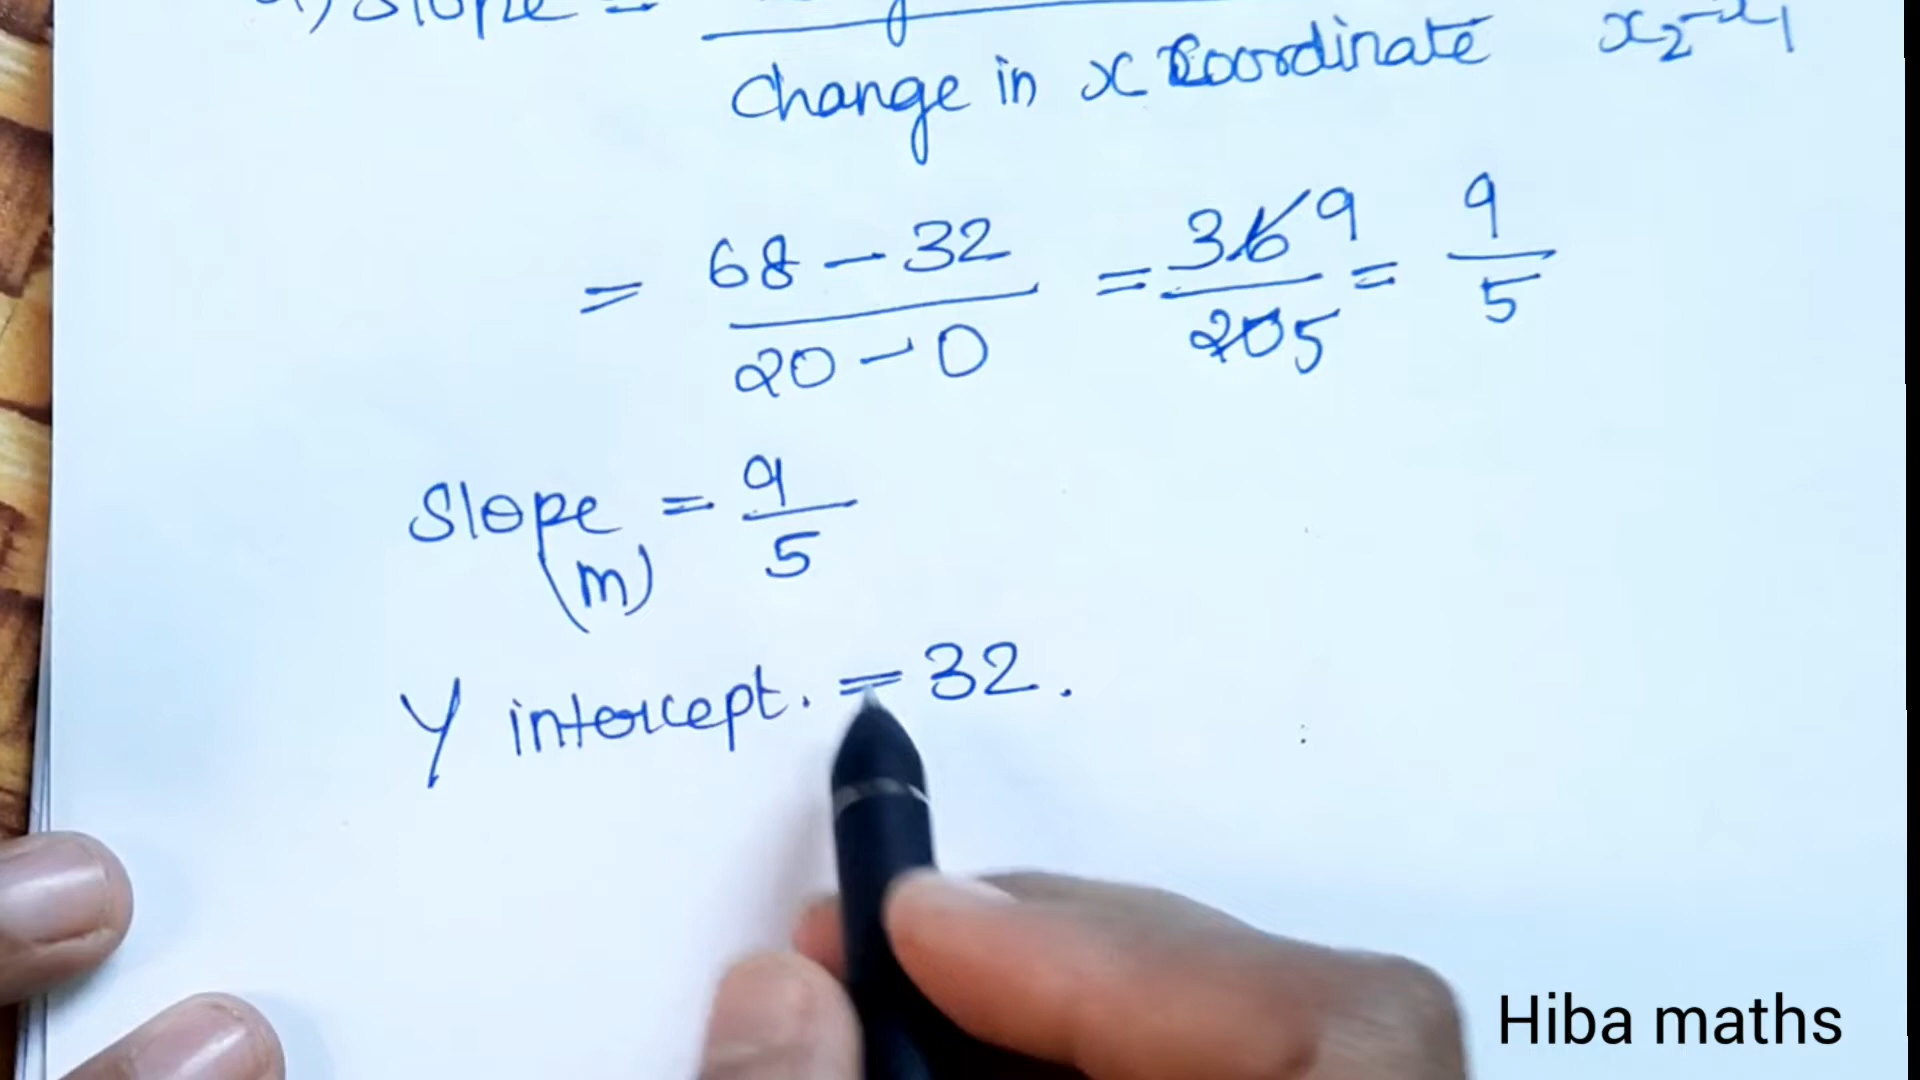 Slope =
Change in x Coordinate x₂-x₁
= 68-32/20-0 = 36 9/20 5 = 9/5
Slope = 9/5
(m)
Y intercept. = 32.
Hiba maths